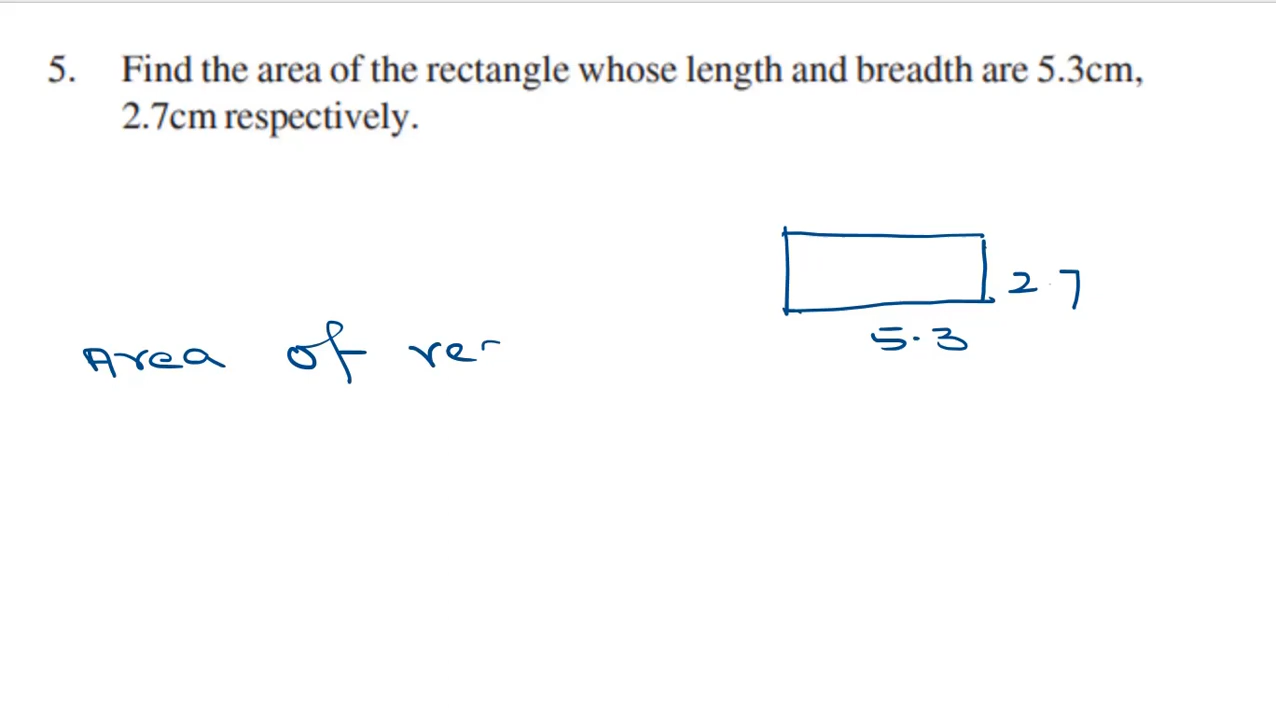 5. Find the area of the rectangle whose length and breadth are 5.3cm,
2.7cm respectively.
2.7
5.3
Area of rec